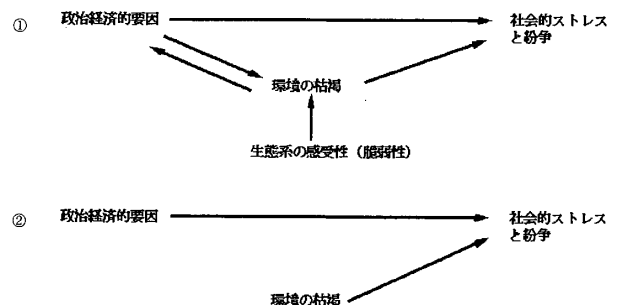 ① 政治経済的要因 社会的ストレス
と紛争
環境の枯渇
生態系の感受性（脆弱性）
② 政治経済的要因 社会的ストレス
と紛争
環境の枯渇